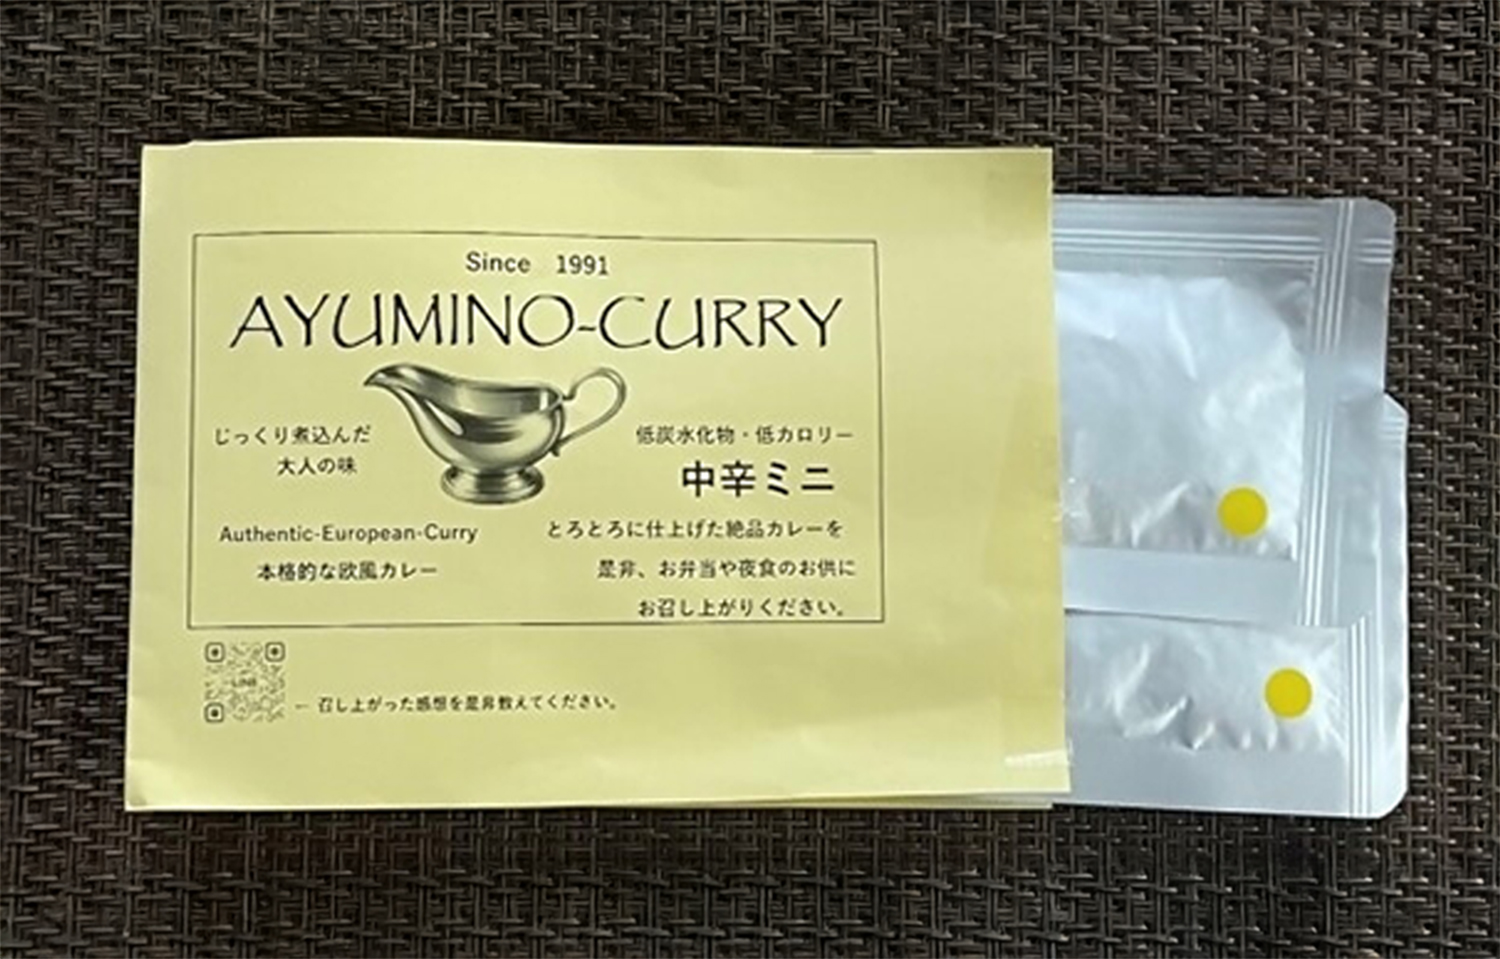 Since 1991
AYUMINO-CURRY
じっくり煮込んだ
大人の味
低炭水化物・低カロリー
中辛ミニ
Authentic-European-Curry
本格的な欧風カレー
とろとろに仕上げた絶品カレーを
是非、お弁当や夜食のお供に
お召し上がりください。
LINE
← 召し上がった感想を是非教えてください。